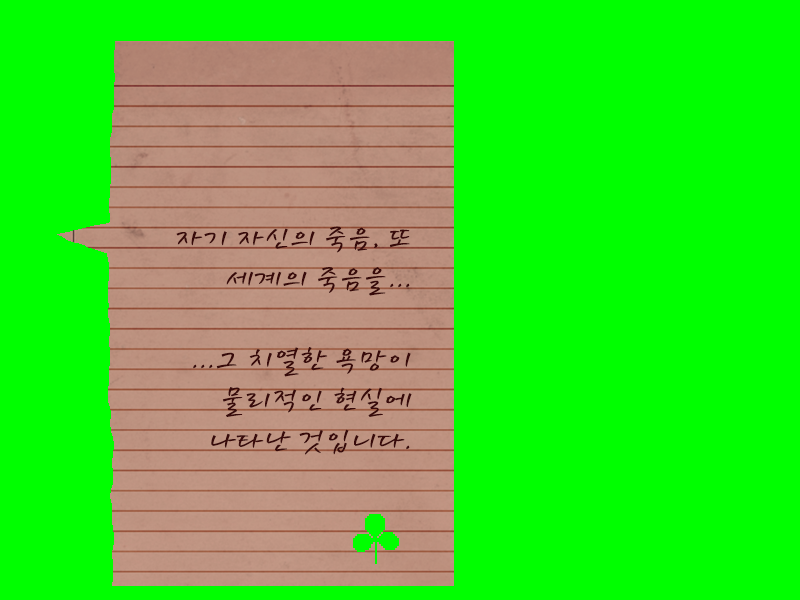 자기 자신의 죽음, 또
세계의 죽음을...
...그 치열한 욕망이
물리적인 현실에
나타난 것입니다.